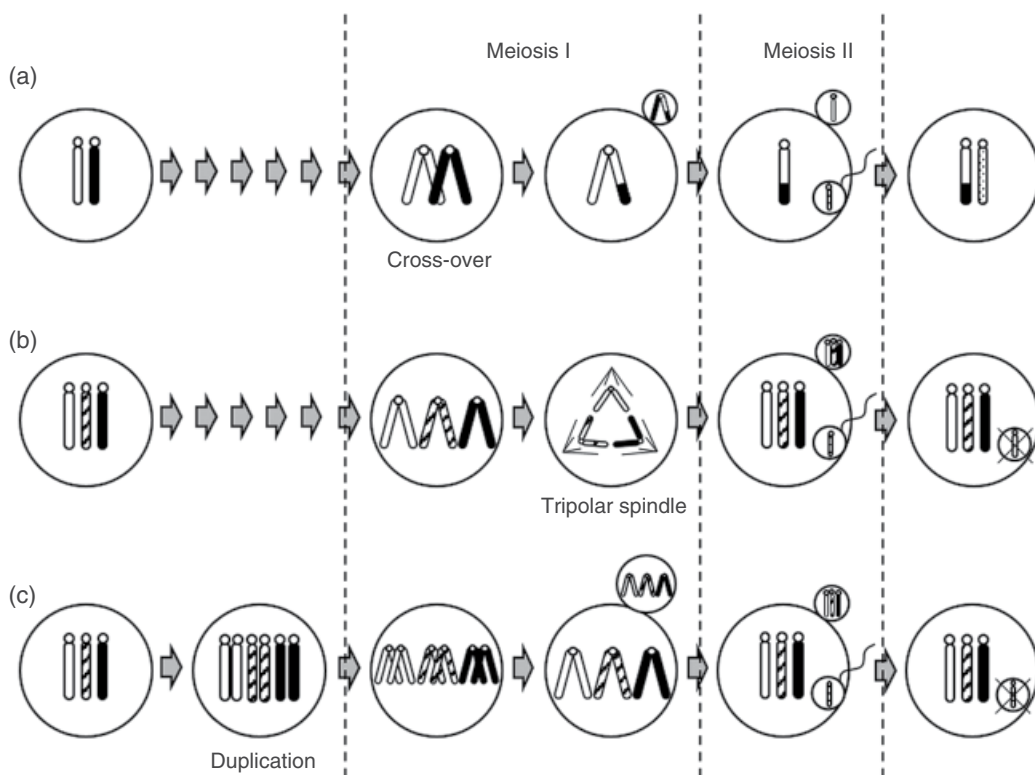 Meiosis I
Meiosis II
(a)
Cross-over
(b)
Tripolar spindle
(c)
Duplication